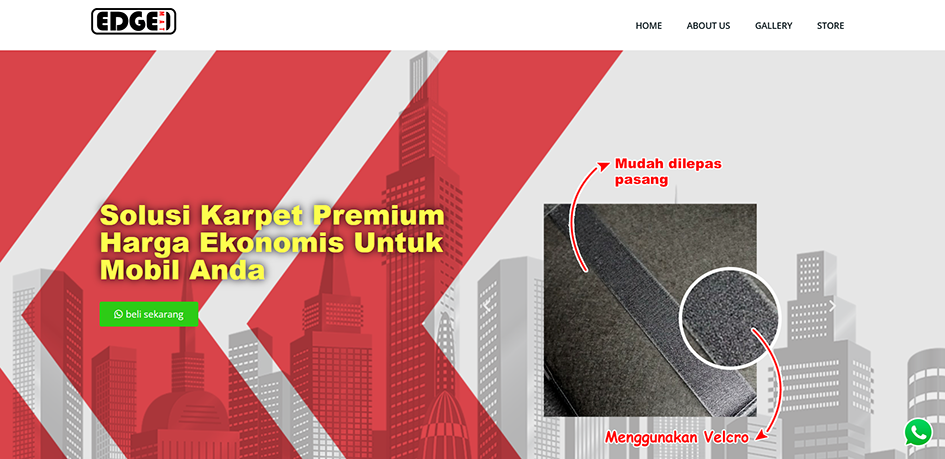 EDGE
HOME
ABOUT US
GALLERY
STORE
Mudah dilepas
pasang
Solusi Karpet Premium
Harga Ekonomis Untuk
Mobil Anda
beli sekarang
Menggunakan Velcro